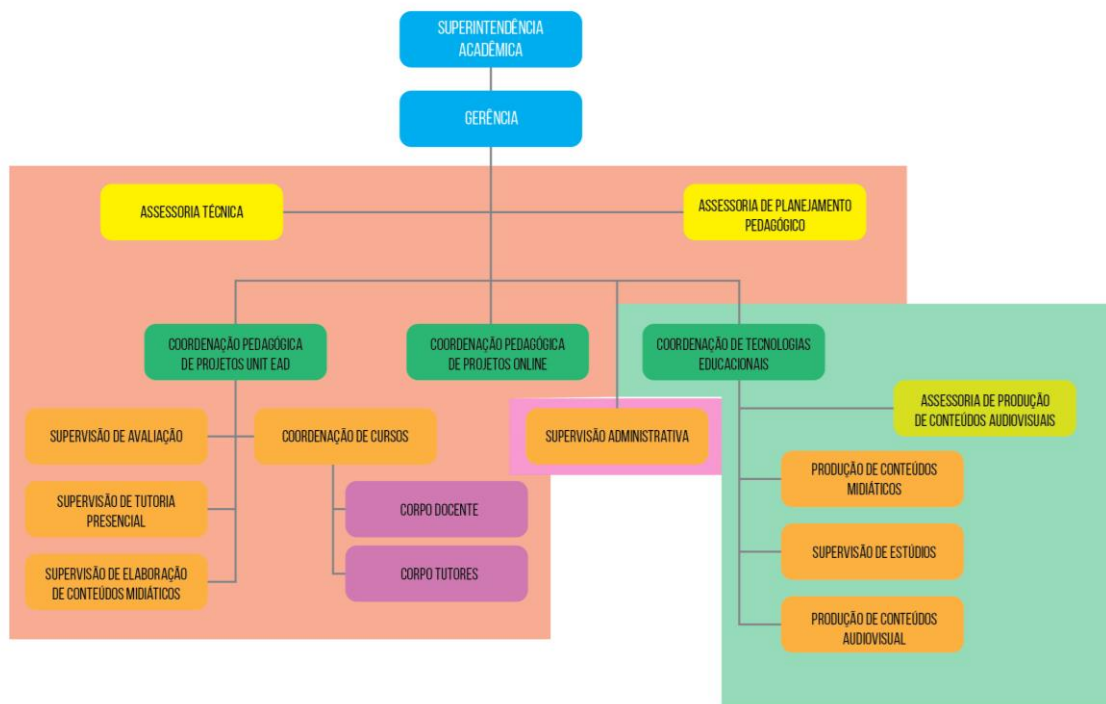 SUPERINTENDÊNCIA
ACADÊMICA
GERÊNCIA
ASSESSORIA TÉCNICA
ASSESSORIA DE PLANEJAMENTO
PEDAGÓGICO
COORDENAÇÃO PEDAGÓGICA
DE PROJETOS UNIT EAD
COORDENAÇÃO PEDAGÓGICA
DE PROJETOS ONLINE
COORDENAÇÃO DE TECNOLOGIAS
EDUCACIONAIS
ASSESSORIA DE PRODUÇÃO
DE CONTEÚDOS AUDIOVISUAIS
SUPERVISÃO DE AVALIAÇÃO
COORDENAÇÃO DE CURSOS
SUPERVISÃO ADMINISTRATIVA
PRODUÇÃO DE CONTEÚDOS
MIDIÁTICOS
SUPERVISÃO DE TUTORIA
PRESENCIAL
CORPO DOCENTE
SUPERVISÃO DE ESTÚDIOS
SUPERVISÃO DE ELABORAÇÃO
DE CONTEÚDOS MIDIÁTICOS
CORPO TUTORES
PRODUÇÃO DE CONTEÚDOS
AUDIOVISUAL